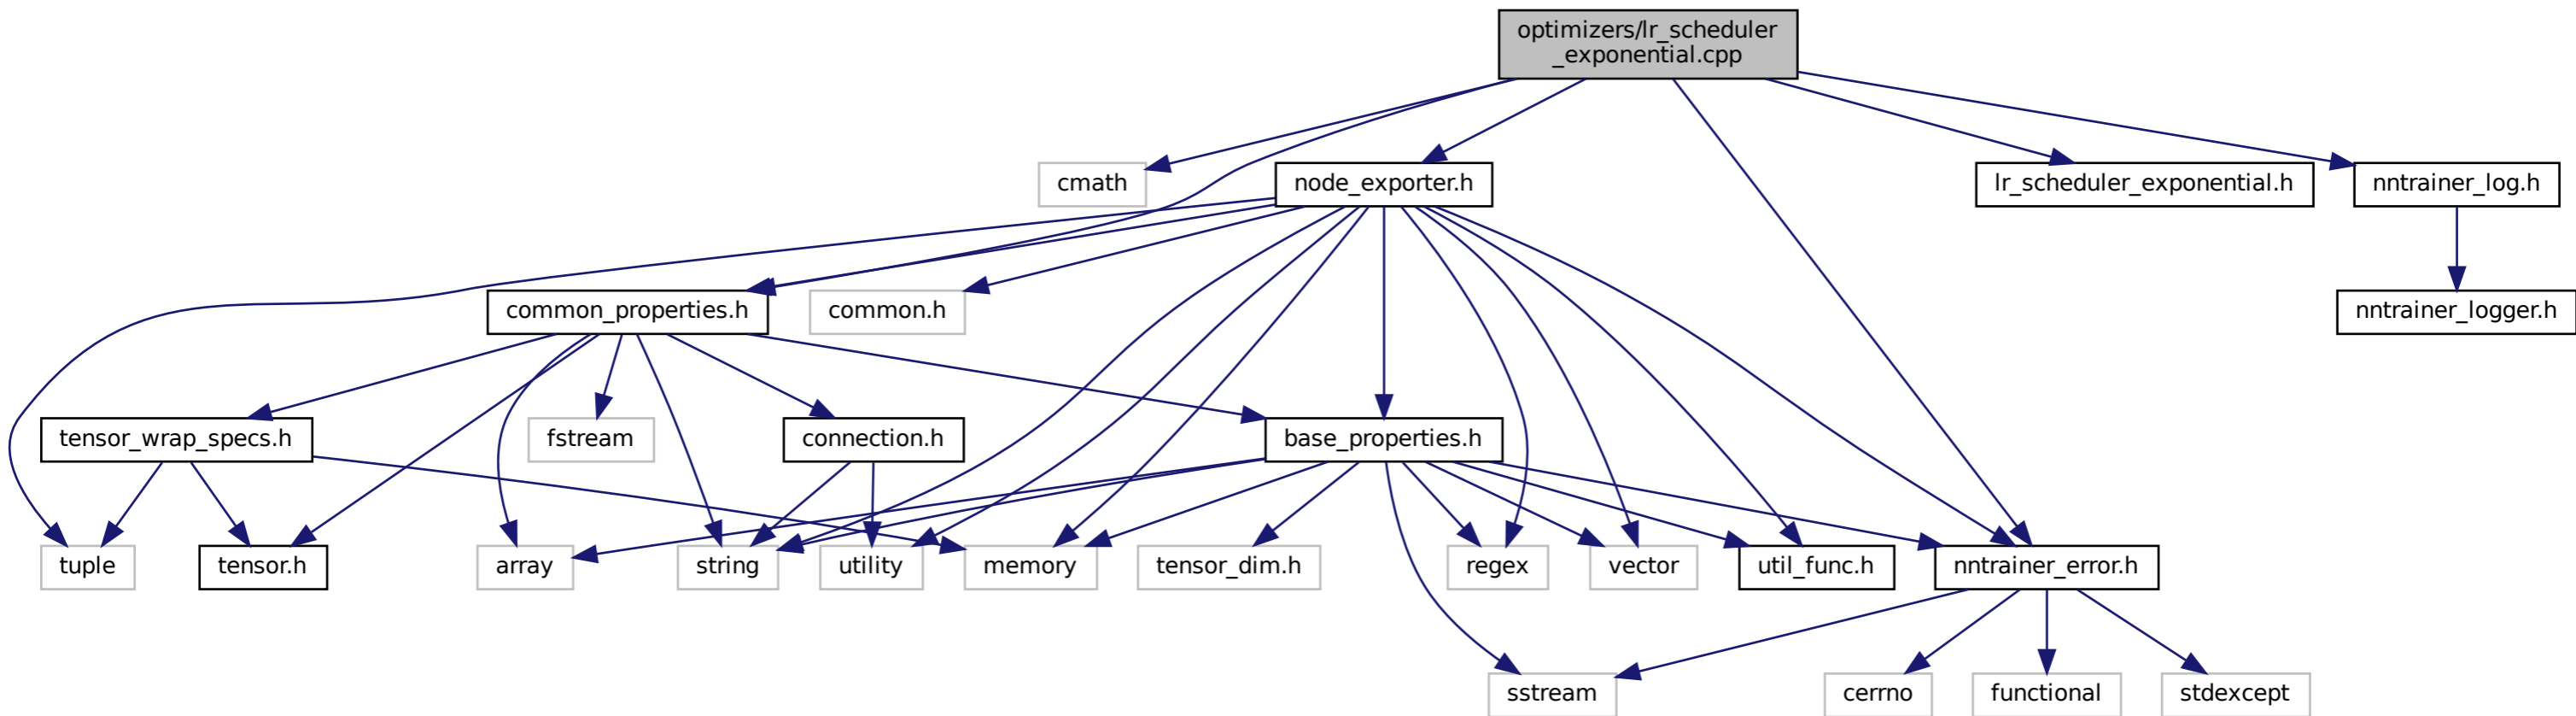 optimizers/lr_scheduler
_exponential.cpp
cmath
node_exporter.h
lr_scheduler_exponential.h
nntrainer_log.h
common_properties.h
common.h
nntrainer_logger.h
tensor_wrap_specs.h
fstream
connection.h
base_properties.h
tuple
tensor.h
array
string
utility
memory
tensor_dim.h
regex
vector
util_func.h
nntrainer_error.h
sstream
cerrno
functional
stdexcept